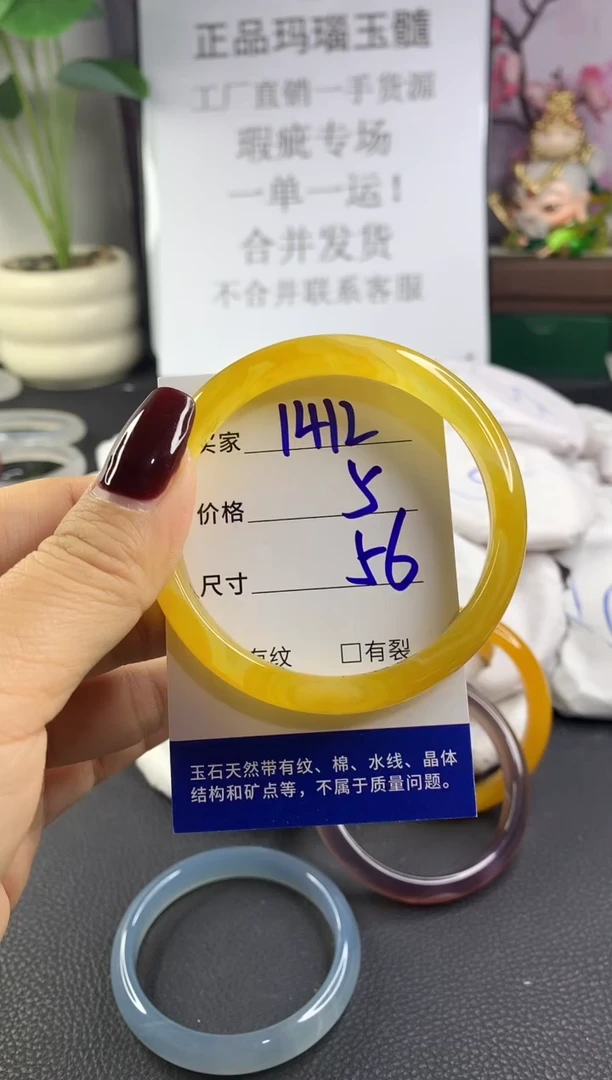 正品玛瑙玉髓
工厂直销一手货源
瑕疵专场
一单一运！
合并发货
不合并联系客服
买家 1412
价格 5
尺寸 56
有纹 □有裂
玉石天然带有纹、棉、水线、晶体
结构和矿点等，不属于质量问题。